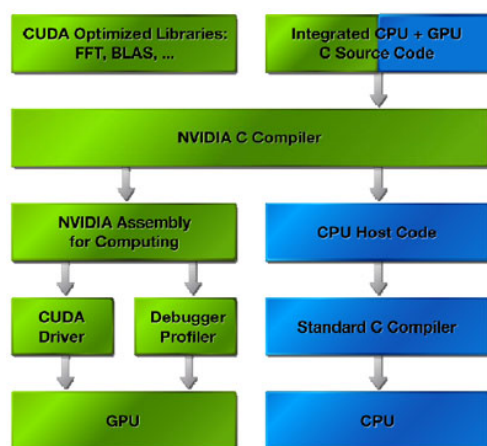 CUDA Optimized Libraries:
FFT, BLAS, ...
Integrated CPU + GPU
C Source Code
NVIDIA C Compiler
NVIDIA Assembly
for Computing
CPU Host Code
CUDA
Driver
Debugger
Profiler
Standard C Compiler
GPU
CPU